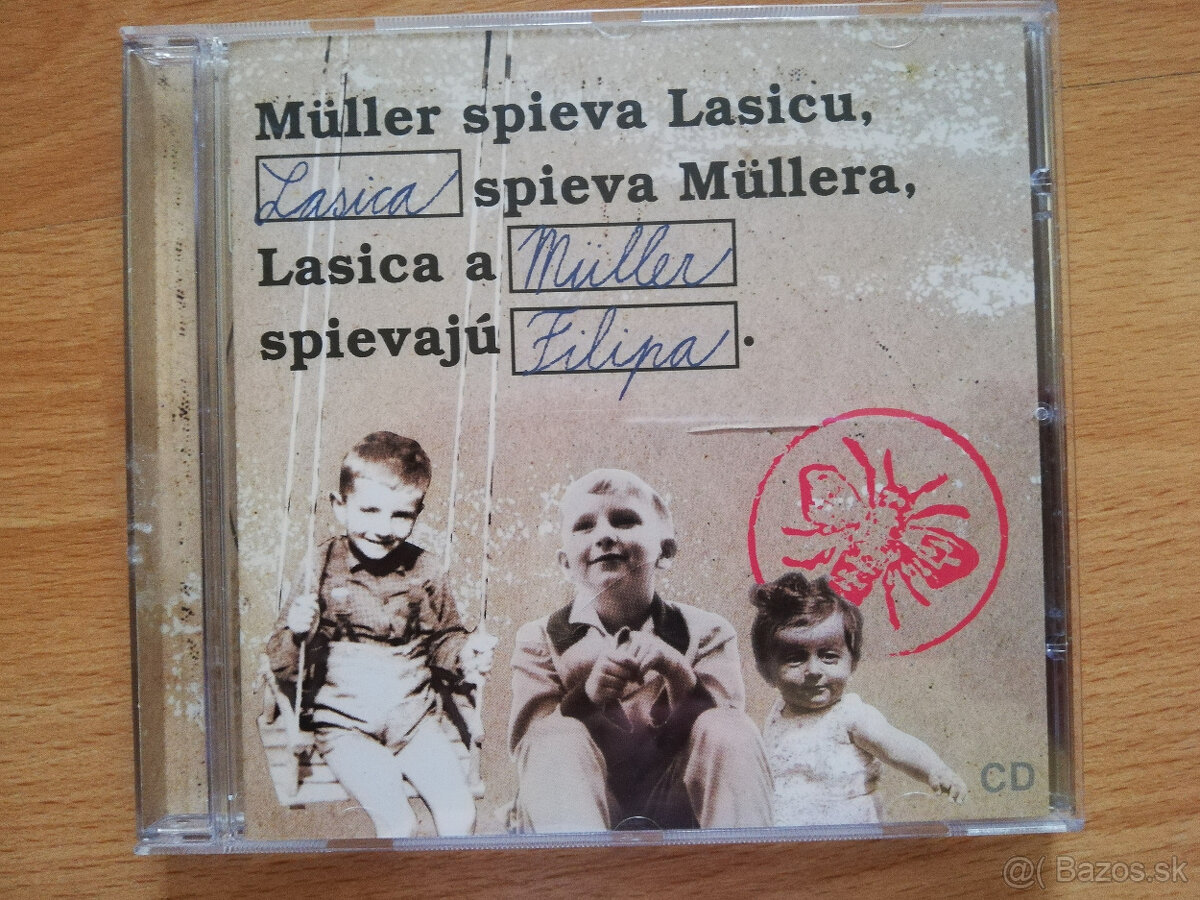 Müller spieva Lasicu,
Lasica spieva Müllera,
Lasica a Müller
spievajú Filipa.
CD
@( Bazos.sk